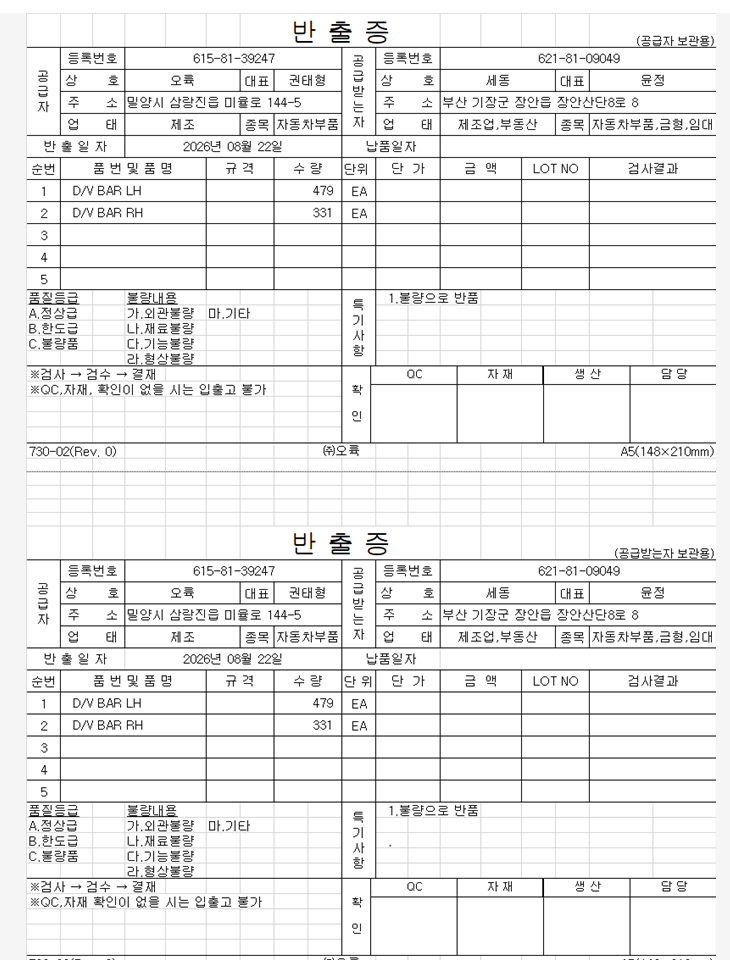 반 출 증
(공급자 보관용)
공급자 등록번호 615-81-39247 공급받는자 등록번호 621-81-09049
상 호 오륙 대표 권태형 상 호 세동 대표 윤정
주 소 밀양시 삼랑진읍 미율로 144-5 주 소 부산 기장군 장안읍 장안산단8로 8
업 태 제조 종목 자동차부품 업 태 제조업,부동산 종목 자동차부품,금형,임대
반 출 일 자 2026년 08월 22일 납품일자
순번 품 번 및 품 명 규 격 수 량 단위 단 가 금 액 LOT NO 검사결과
1 D/V BAR LH 479 EA
2 D/V BAR RH 331 EA
3
4
5
품질등급 불량내용 특기사항 1.불량으로 반품
A.정상급 가.외관불량 마.기타
B.한도급 나.재료불량
C.불량품 다.기능불량
라.형상불량
※검사 → 검수 → 결재 확인 QC 자 재 생 산 담 당
※QC,자재, 확인이 없을 시는 입출고 불가
730-02(Rev, 0) ㈜오륙 A5(148×210mm)
반 출 증
(공급받는자 보관용)
공급자 등록번호 615-81-39247 공급받는자 등록번호 621-81-09049
상 호 오륙 대표 권태형 상 호 세동 대표 윤정
주 소 밀양시 삼랑진읍 미율로 144-5 주 소 부산 기장군 장안읍 장안산단8로 8
업 태 제조 종목 자동차부품 업 태 제조업,부동산 종목 자동차부품,금형,임대
반 출 일 자 2026년 08월 22일 납품일자
순번 품 번 및 품 명 규 격 수 량 단 위 단 가 금 액 LOT NO 검사결과
1 D/V BAR LH 479 EA
2 D/V BAR RH 331 EA
3
4
5
품질등급 불량내용 특기사항 1.불량으로 반품
A.정상급 가.외관불량 마.기타
B.한도급 나.재료불량 .
C.불량품 다.기능불량
라.형상불량
※검사 → 검수 → 결재 확인 QC 자 재 생 산 담 당
※QC,자재 확인이 없을 시는 입출고 불가